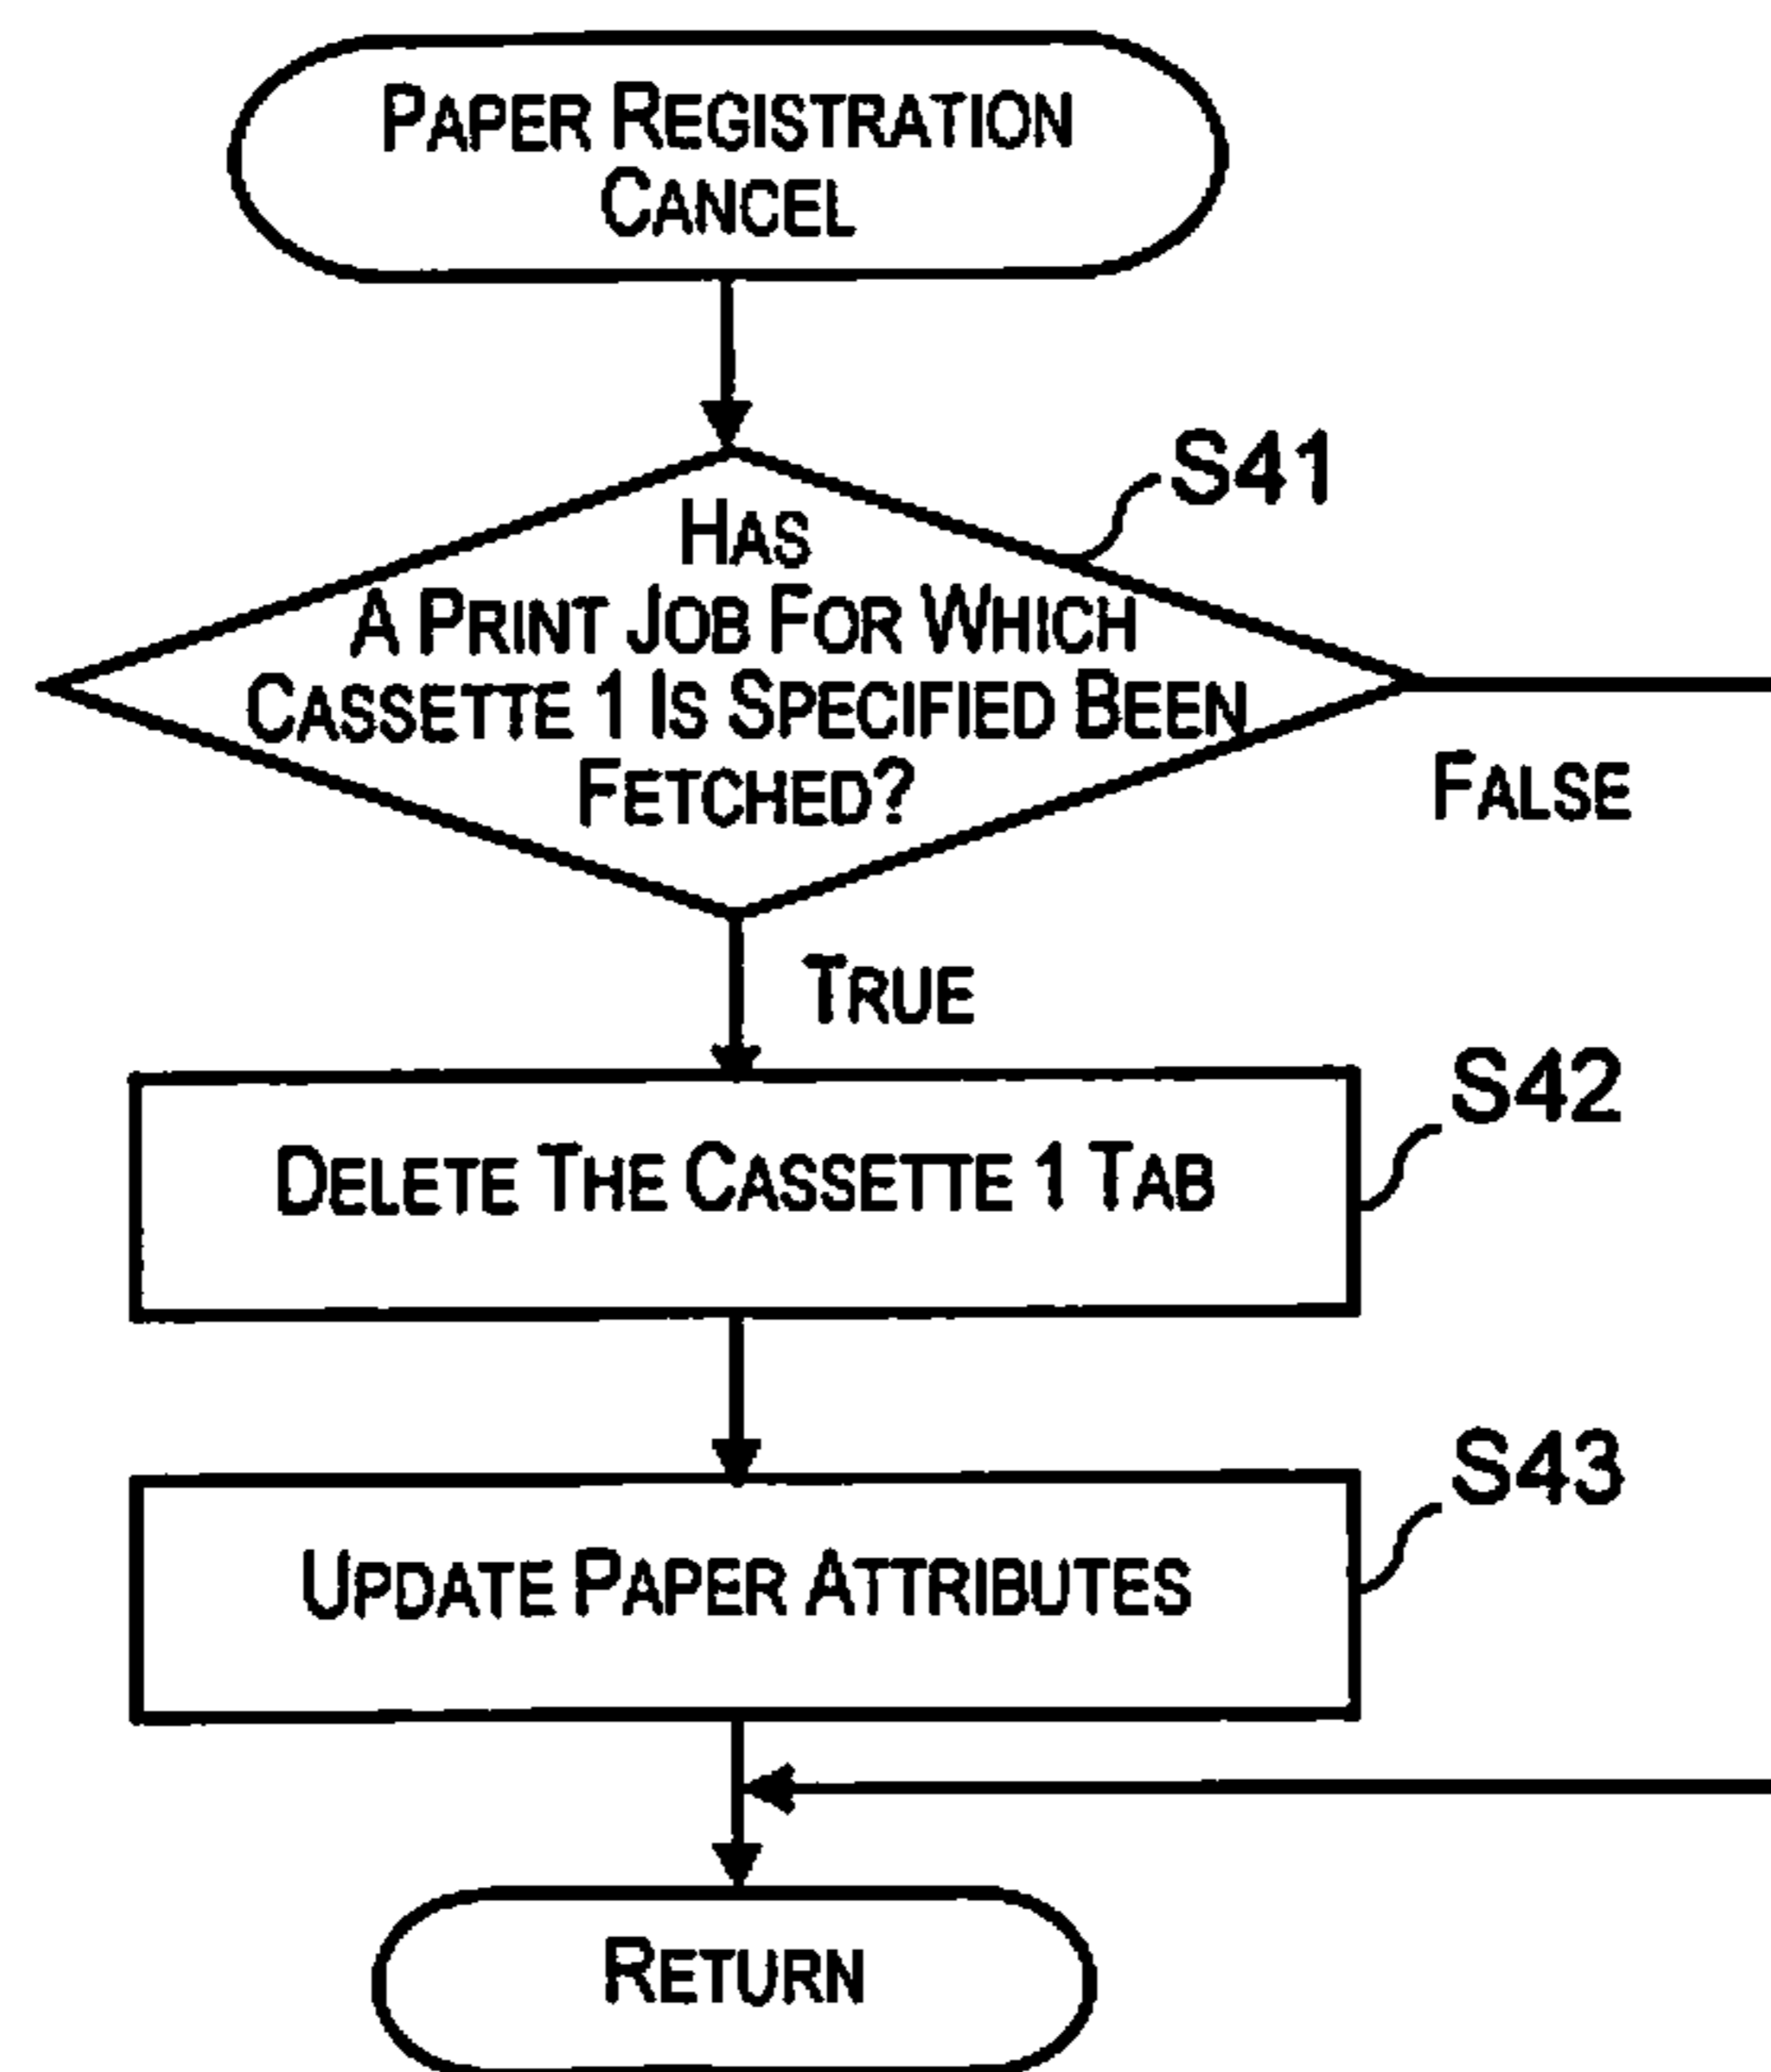 PAPER REGISTRATION
CANCEL
S41
HAS
A PRINT JOB FOR WHICH
CASSETTE 1 IS SPECIFIED BEEN
FETCHED?
FALSE
TRUE
S42
DELETE THE CASSETTE 1 TAB
S43
UPDATE PAPER ATTRIBUTES
RETURN